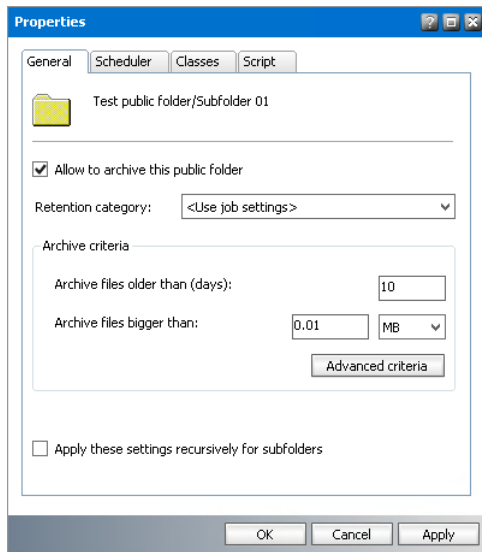 Properties
General Scheduler Classes Script
Test public folder/Subfolder 01
Allow to archive this public folder
Retention category: <Use job settings>
Archive criteria
Archive files older than (days): 10
Archive files bigger than: 0.01 MB
Advanced criteria
Apply these settings recursively for subfolders
OK Cancel Apply